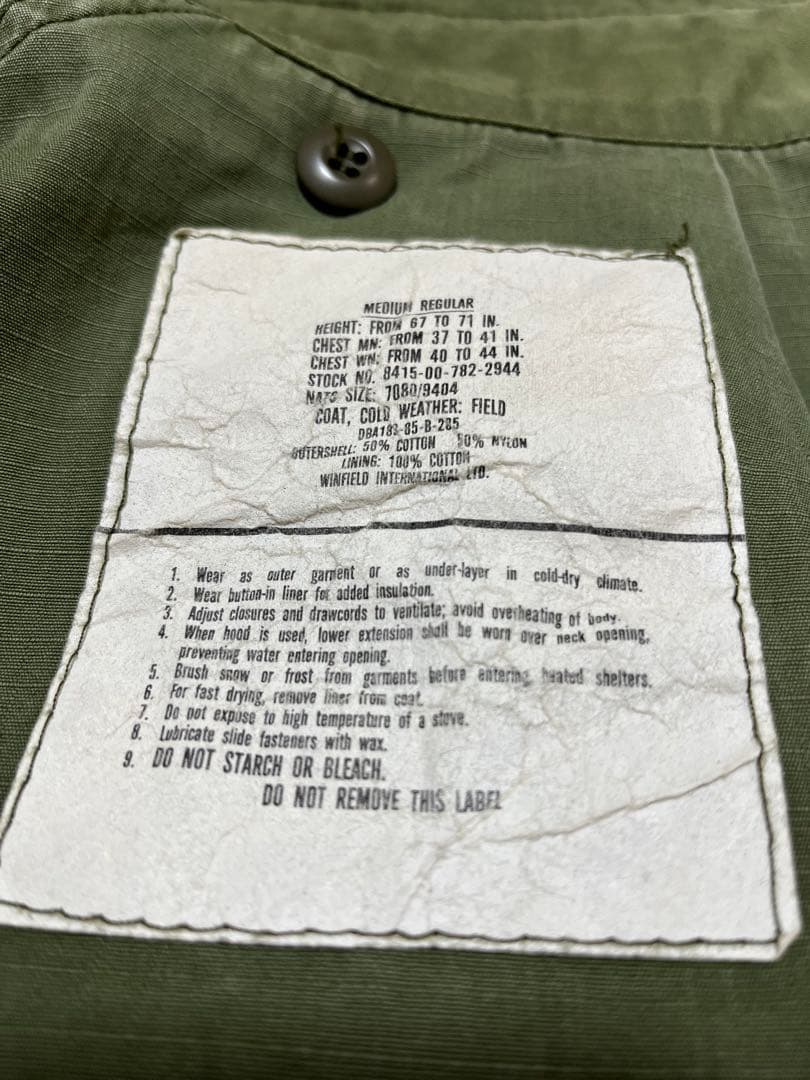 MEDIUM REGULAR
HEIGHT: FROM 67 TO 71 IN.
CHEST MN: FROM 37 TO 41 IN.
CHEST WN: FROM 40 TO 44 IN.
STOCK NO. 8415-00-782-2944
NATO SIZE: 7080/9404
COAT, COLD WEATHER: FIELD
OUTERSHELL: 50% COTTON 50% NYLON
LINING: 100% COTTON
WINFIELD INTERNATIONAL LTD.
1. Wear as outer garment or as under-layer in cold-dry climate.
2. Wear button-in liner for added insulation.
3. Adjust closures and drawcords to ventilate; avoid overheating of body.
4. When hood is used, lower extension shall be worn over neck opening,
preventing water entering opening.
5. Brush snow or frost from garments before entering heated shelters.
6. For fast drying, remove liner from coat.
7. Do not expose to high temperature of a stove.
8. Lubricate slide fasteners with wax.
9. DO NOT STARCH OR BLEACH.
DO NOT REMOVE THIS LABEL